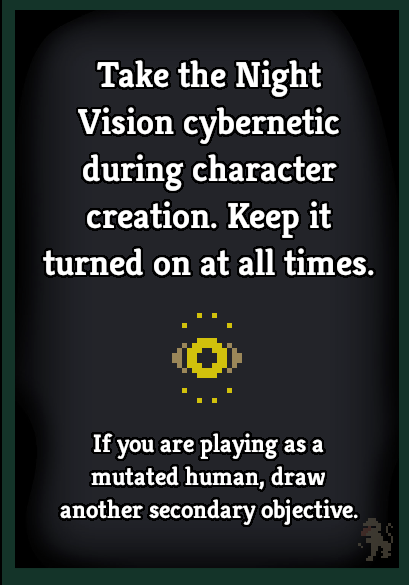 Take the Night
Vision cybernetic
during character
creation. Keep it
turned on at all times.
If you are playing as a
mutated human, draw
another secondary objective.